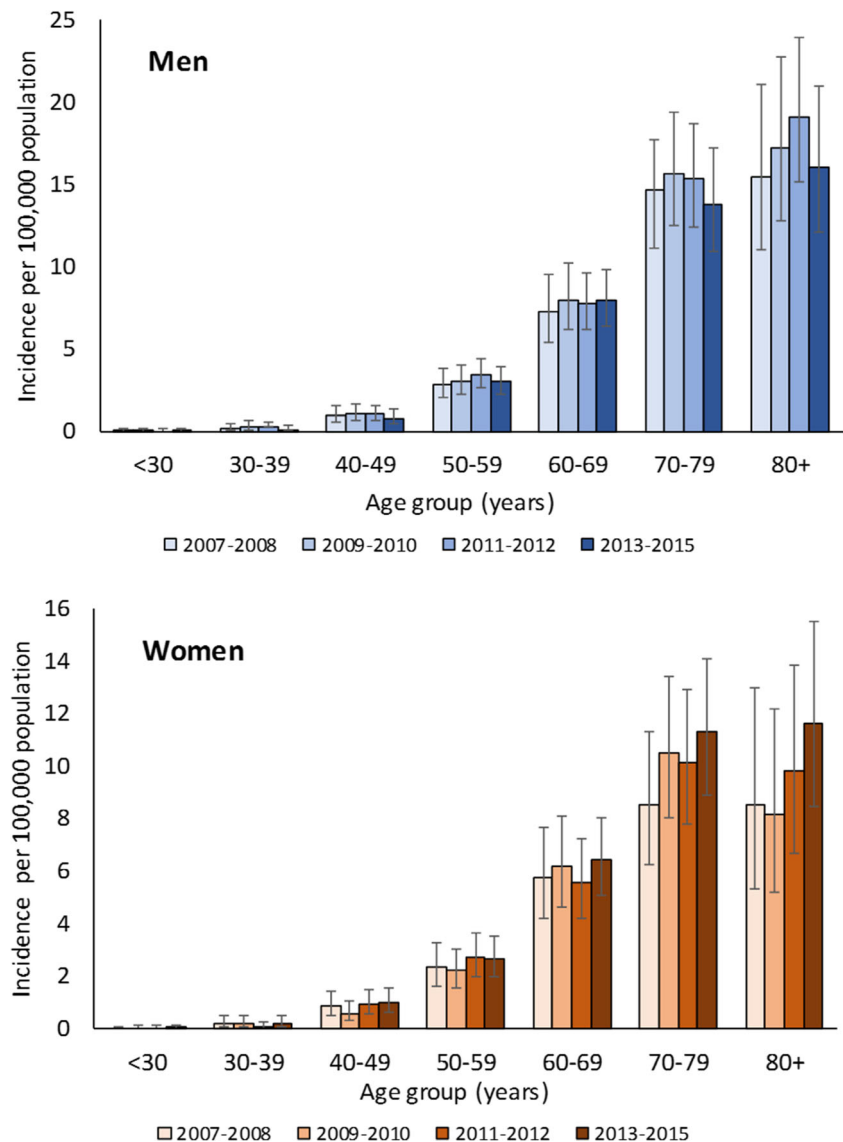 25
20
15
10
5
0
Incidence per 100,000 population
Men
<30 30-39 40-49 50-59 60-69 70-79 80+
Age group (years)
2007-2008 2009-2010 2011-2012 2013-2015
16
14
12
10
8
6
4
2
0
Incidence per 100,000 population
Women
<30 30-39 40-49 50-59 60-69 70-79 80+
Age group (years)
2007-2008 2009-2010 2011-2012 2013-2015